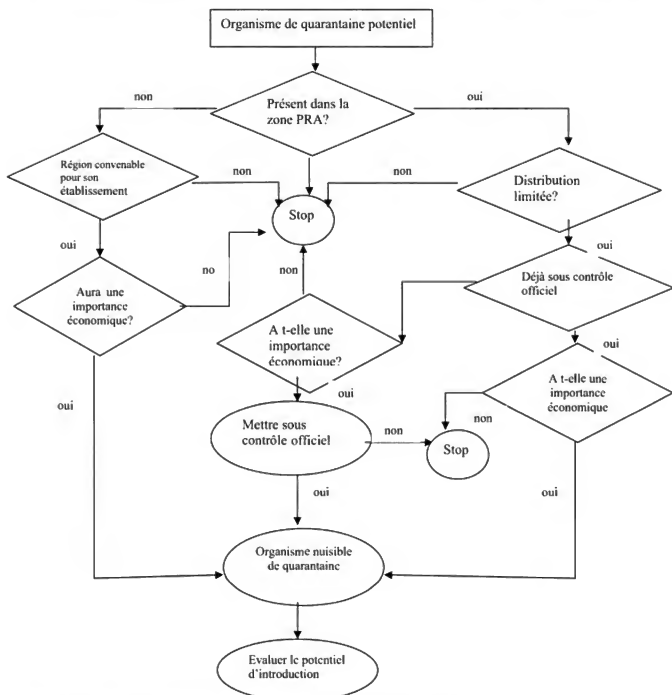 Organisme de quarantaine potentiel
non
Présent dans la
zone PRA?
oui
Région convenable
pour son
établissement
non
non
Distribution
limitée?
Stop
oui
no
non
oui
Aura une
importance
économique?
Déjà sous contrôle
officiel
A t-elle une
importance
économique?
oui
oui
A t-elle une
importance
économique
oui
Mettre sous
contrôle officiel
non
non
Stop
oui
oui
Organisme nuisible
de quarantaine
Evaluer le potentiel
d'introduction